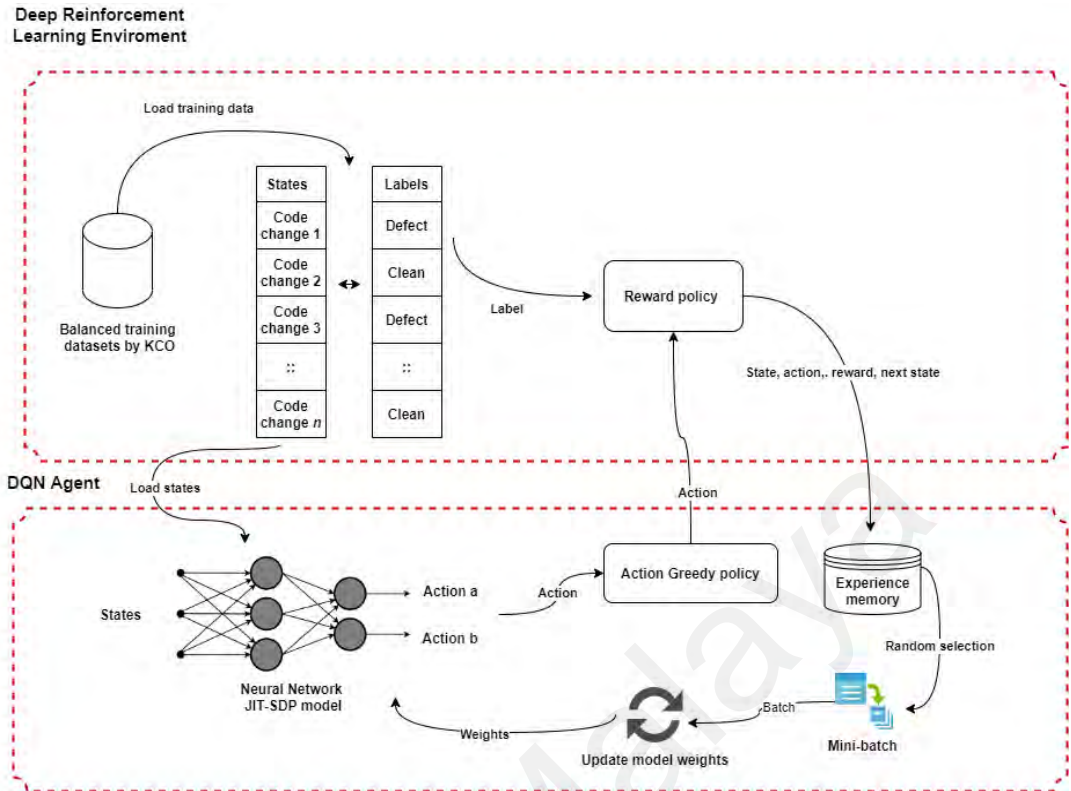 Deep Reinforcement
Learning Enviroment
Load training data
States
Labels
Code
change 1
Defect
Code
change 2
Clean
Code
change 3
Defect
::
::
Code
change n
Clean
Balanced training
datasets by KCO
Label
Reward policy
State, action,. reward, next state
DQN Agent
Load states
Action
States
Action a
Action b
Action
Action Greedy policy
Experience
memory
Random selection
Neural Network
JIT-SDP model
Weights
Update model weights
Batch
Mini-batch
Malaya